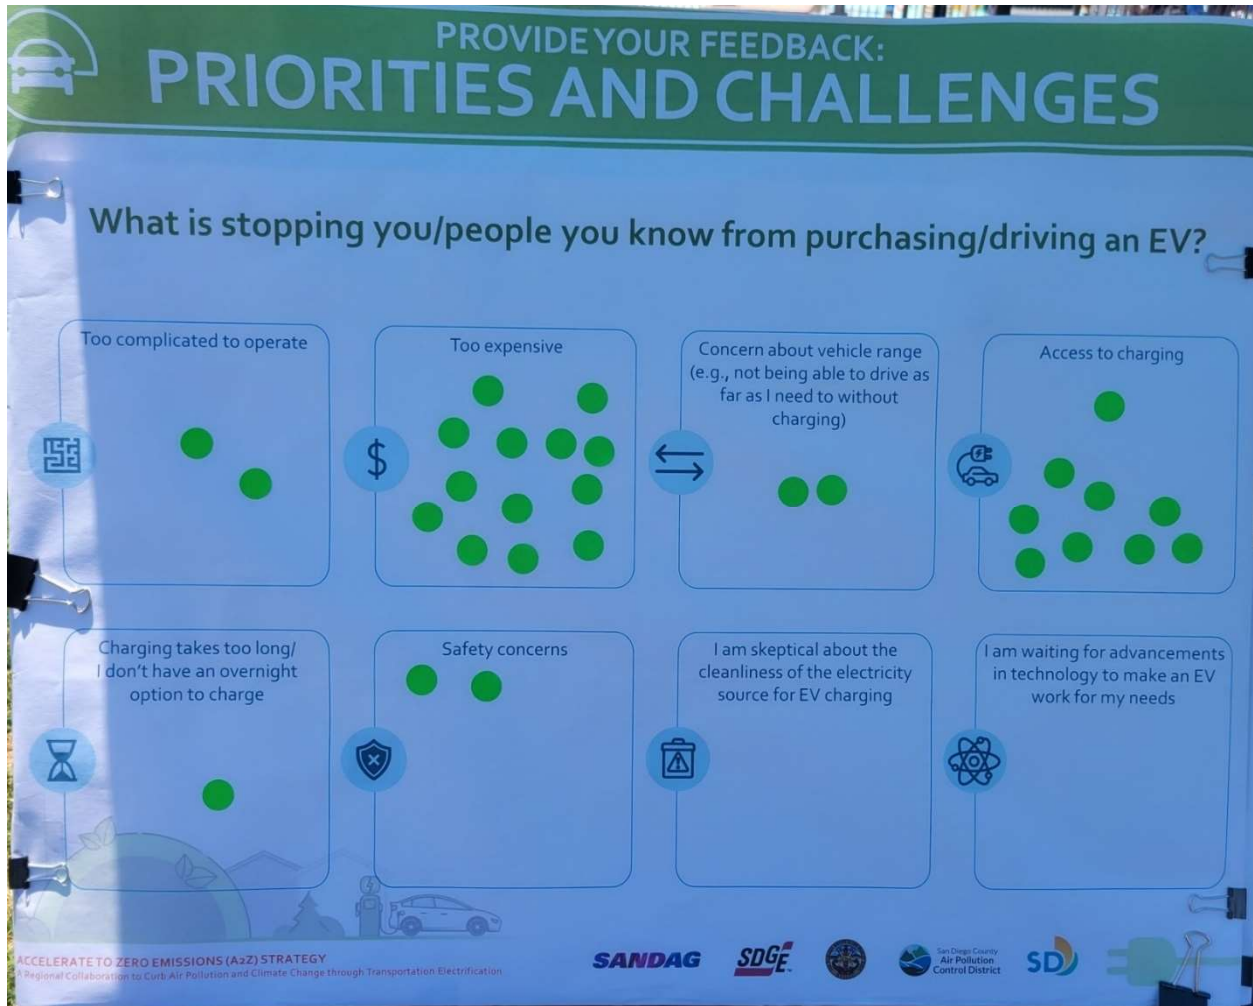 PROVIDE YOUR FEEDBACK:
PRIORITIES AND CHALLENGES
What is stopping you/people you know from purchasing/driving an EV?
Too complicated to operate
Too expensive
$
Concern about vehicle range
(e.g., not being able to drive as
far as I need to without
charging)
Access to charging
Charging takes too long/
I don't have an overnight
option to charge
Safety concerns
I am skeptical about the
cleanliness of the electricity
source for EV charging
I am waiting for advancements
in technology to make an EV
work for my needs
ACCELERATE TO ZERO EMISSIONS (A2Z) STRATEGY
A Regional Collaboration to Curb Air Pollution and Climate Change through Transportation Electrification
SANDAG
SDGE
San Diego County
Air Pollution
Control District
SD